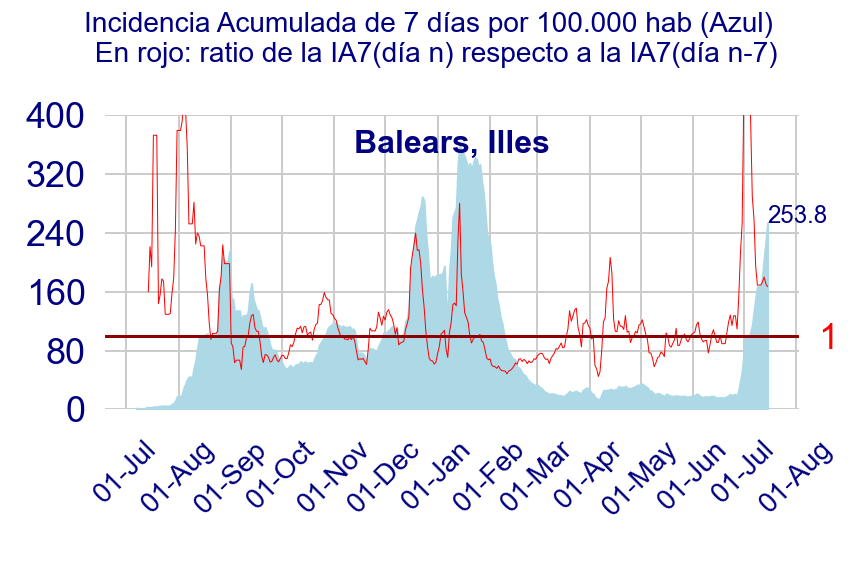 Incidencia Acumulada de 7 días por 100.000 hab (Azul)
En rojo: ratio de la IA7(día n) respecto a la IA7(día n-7)
400
Balears, Illes
320
253.8
240
160
1
80
0
01-Jul
01-Aug
01-Sep
01-Oct
01-Nov
01-Dec
01-Jan
01-Feb
01-Mar
01-Apr
01-May
01-Jun
01-Jul
01-Aug